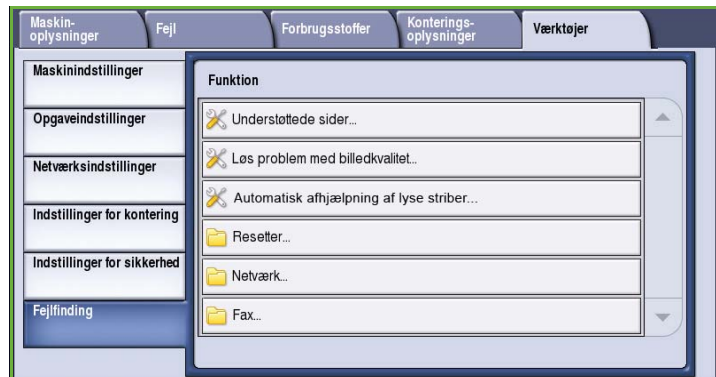 Maskin-
oplysninger
Fejl
Forbrugsstoffer
Konterings-
oplysninger
Værktøjer
Maskinindstillinger
Opgaveindstillinger
Netværksindstillinger
Indstillinger for kontering
Indstillinger for sikkerhed
Fejlfinding
Funktion
Understøttede sider...
Løs problem med billedkvalitet...
Automatisk afhjælpning af lyse striber...
Resetter...
Netværk...
Fax...